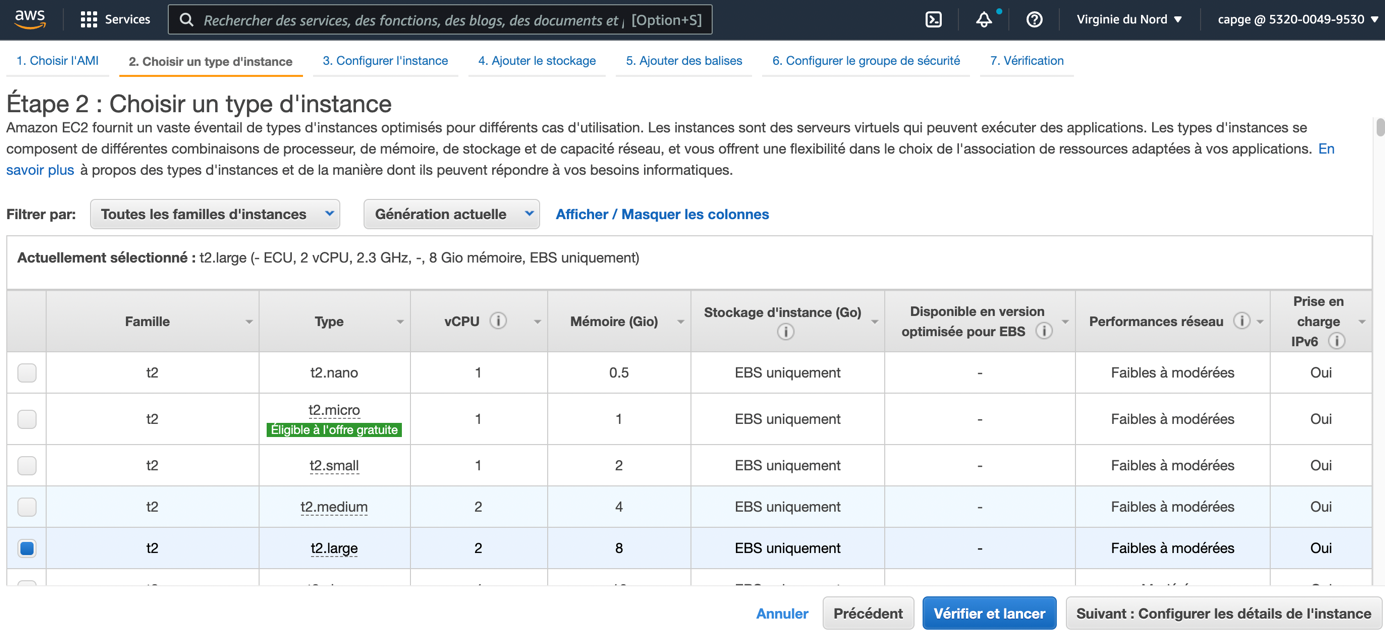 aws
Services
Rechercher des services, des fonctions, des blogs, des documents et [Option+S]
Virginie du Nord
capge @ 5320-0049-9530
1. Choisir l'AMI
2. Choisir un type d'instance
3. Configurer l'instance
4. Ajouter le stockage
5. Ajouter des balises
6. Configurer le groupe de sécurité
7. Vérification
Étape 2 : Choisir un type d'instance
Amazon EC2 fournit un vaste éventail de types d'instances optimisés pour différents cas d'utilisation. Les instances sont des serveurs virtuels qui peuvent exécuter des applications. Les types d'instances se
composent de différentes combinaisons de processeur, de mémoire, de stockage et de capacité réseau, et vous offrent une flexibilité dans le choix de l'association de ressources adaptées à vos applications. En
savoir plus à propos des types d'instances et de la manière dont ils peuvent répondre à vos besoins informatiques.
Filtrer par: Toutes les familles d'instances Génération actuelle Afficher / Masquer les colonnes
Actuellement sélectionné : t2.large (- ECU, 2 vCPU, 2.3 GHz, -, 8 Gio mémoire, EBS uniquement)
Famille
Type
vCPU
Mémoire (Gio)
Stockage d'instance (Go)
Disponible en version
optimisée pour EBS
Performances réseau
Prise en
charge
IPv6
t2 t2.nano 1 0.5 EBS uniquement - Faibles à modérées Oui
t2 t2.micro 1 1 EBS uniquement - Faibles à modérées Oui
Éligible à l'offre gratuite
t2 t2.small 1 2 EBS uniquement - Faibles à modérées Oui
t2 t2.medium 2 4 EBS uniquement - Faibles à modérées Oui
t2 t2.large 2 8 EBS uniquement - Faibles à modérées Oui
Annuler Précédent Vérifier et lancer Suivant : Configurer les détails de l'instance